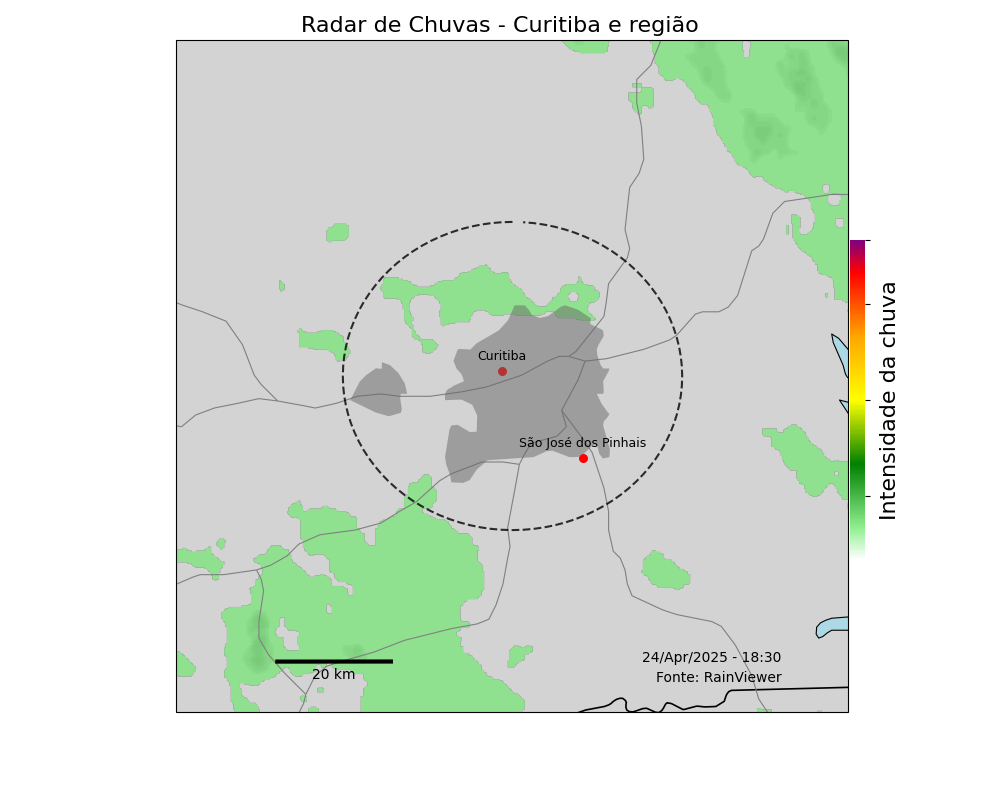 Radar de Chuvas - Curitiba e região
Curitiba
São José dos Pinhais
Intensidade da chuva
24/Apr/2025 - 18:30
Fonte: RainViewer
20 km